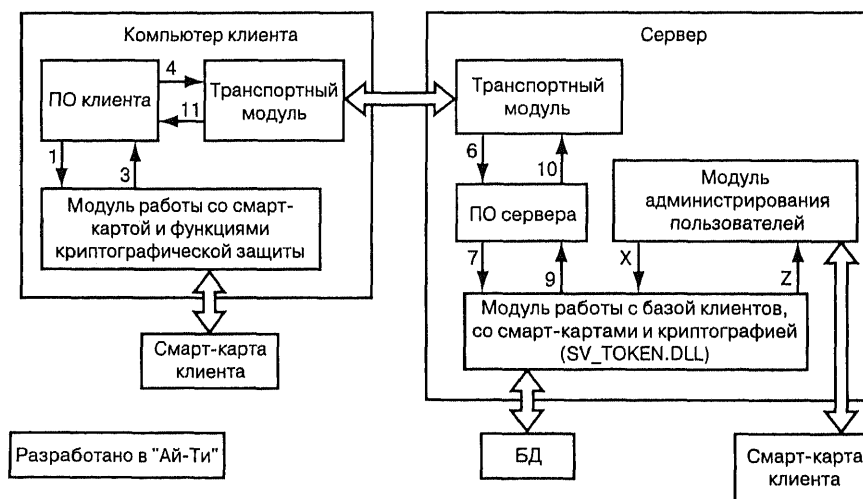 Компьютер клиента
Сервер
ПО клиента
4
11
Транспортный
модуль
1
3
Модуль работы со смарт-
картой и функциями
криптографической защиты
Смарт-карта
клиента
Разработано в "Ай-Ти"
Транспортный
модуль
6
10
ПО сервера
7
9
Модуль
администрирования
пользователей
X
Z
Модуль работы с базой клиентов,
со смарт-картами и криптографией
(SV_TOKEN.DLL)
БД
Смарт-карта
клиента